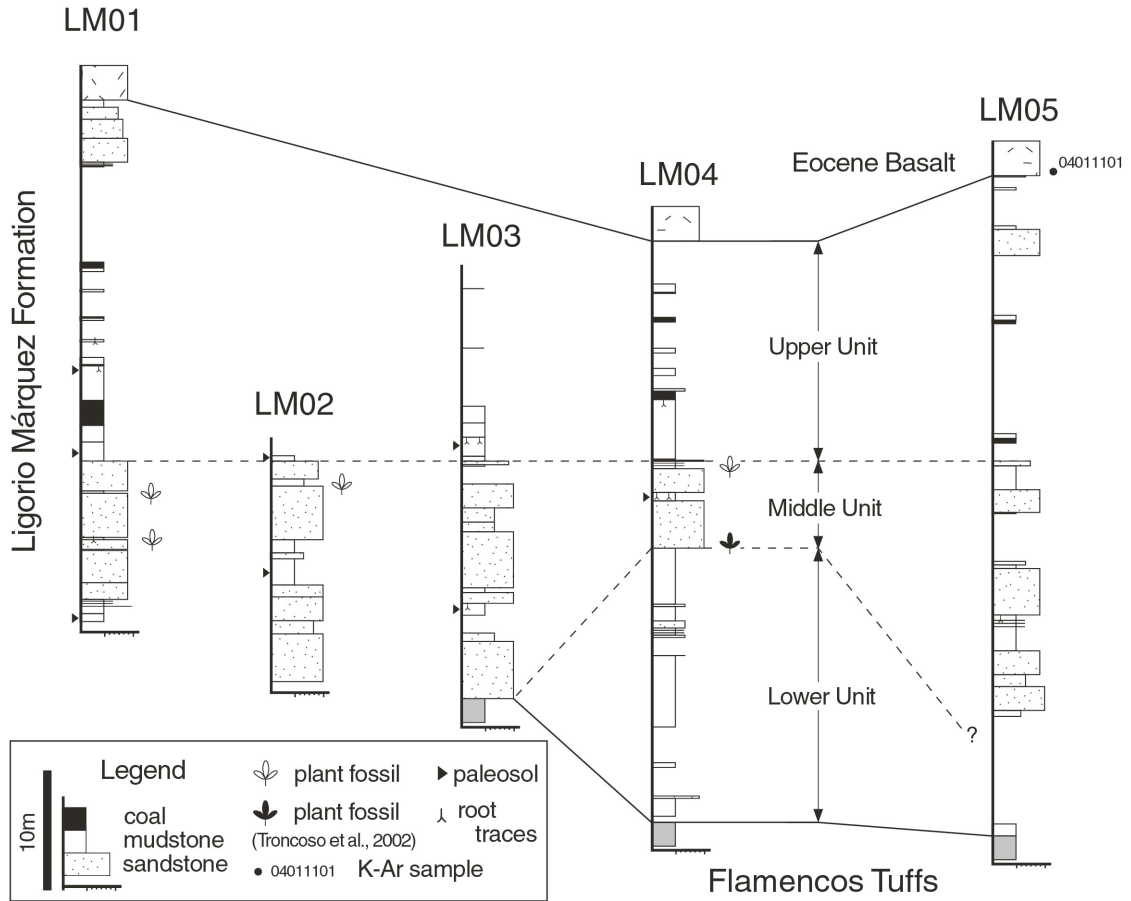 LM01
LM05
Eocene Basalt
04011101
LM04
LM03
Ligorio Márquez Formation
Upper Unit
LM02
Middle Unit
Lower Unit
?
Legend
10m
coal
mudstone
sandstone
plant fossil
plant fossil
(Troncoso et al., 2002)
04011101 K-Ar sample
paleosol
root
traces
Flamencos Tuffs